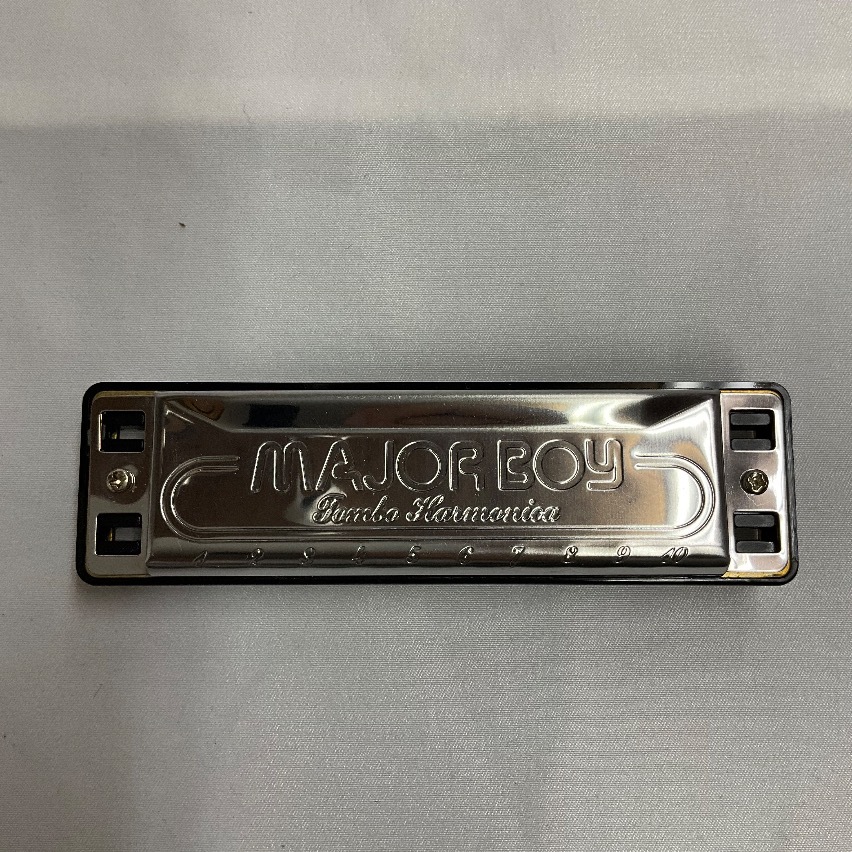 MAJOR BOY
Tombo Harmonica
1 2 3 4 5 6 7 8 9 10